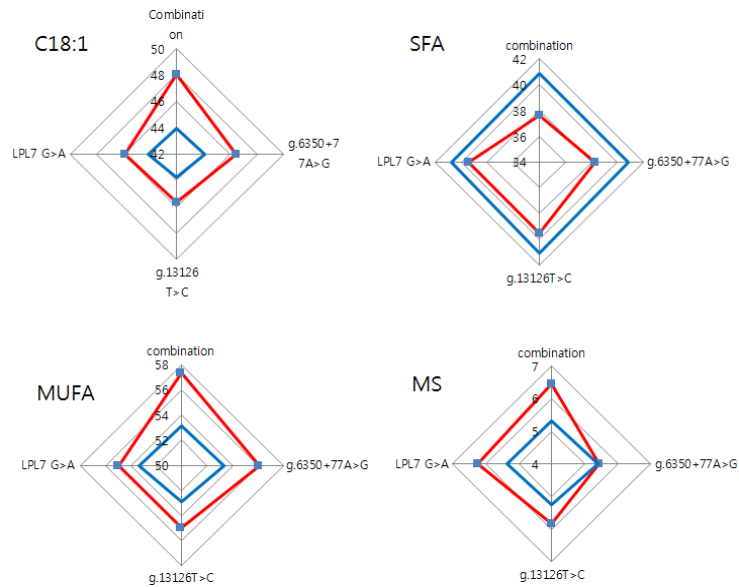 C18:1
Combinati
on
50
48
46
44
42
LPL7 G>A
g.6350+7
7A>G
g.13126
T>C
SFA
combination
42
40
38
36
34
LPL7 G>A
g.6350+77A>G
g.13126T>C
MUFA
combination
58
56
54
52
50
LPL7 G>A
g.6350+77A>G
g.13126T>C
MS
combination
7
6
5
4
LPL7 G>A
g.6350+77A>G
g.13126T>C